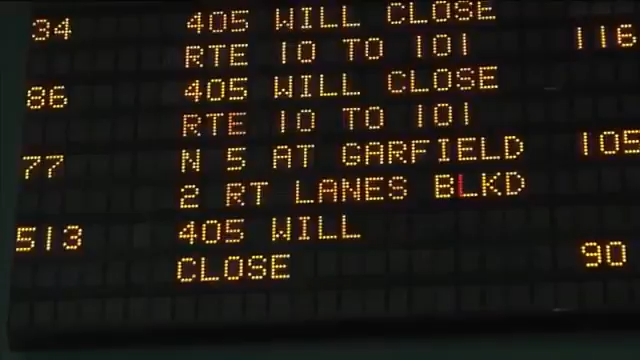 34 405 WILL CLOSE
RTE 10 TO 101 116
86 405 WILL CLOSE
RTE 10 TO 101
77 N 5 AT GARFIELD 105
2 RT LANES BLKD
513 405 WILL
CLOSE 90